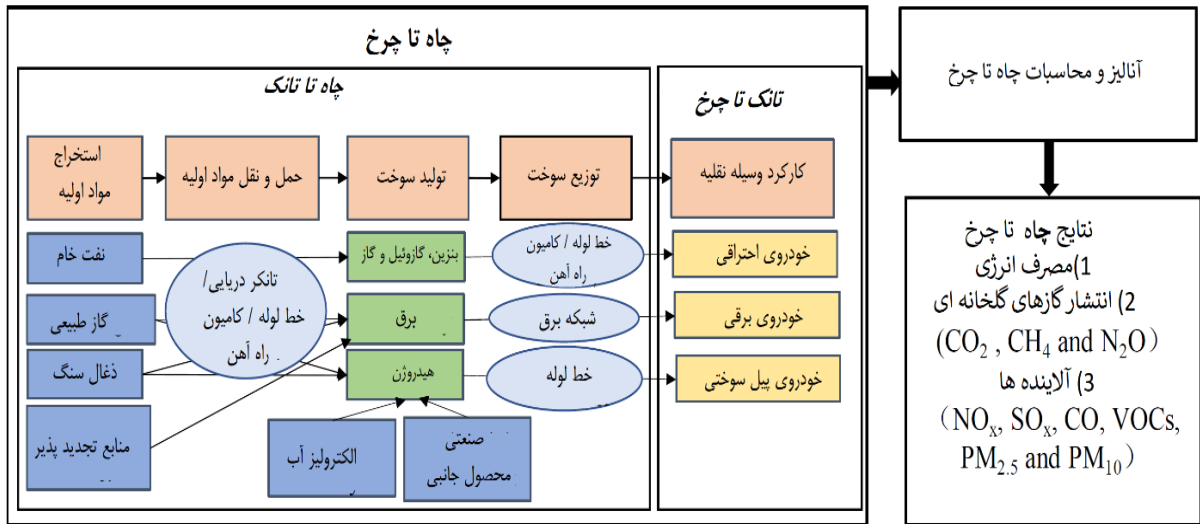 چاه تا چرخ
چاه تا تانک
تانک تا چرخ
استخراج
مواد اولیه
حمل و نقل مواد اولیه
تولید سوخت
توزیع سوخت
کارکرد وسیله نقلیه
نفت خام
گاز طبیعی
ذغال سنگ
منابع تجدید پذیر
تانکر دریایی/
خط لوله / کامیون
راه آهن
بنزین، گازوئیل و گاز
برق
هیدروژن
الکترولیز آب
صنعتی
محصول جانبی
خط لوله / کامیون
راه آهن
شبکه برق
خط لوله
خودروی احتراقی
خودروی برقی
خودروی پیل سوختی
آنالیز و محاسبات چاه تا چرخ
نتایج چاه تا چرخ
1)مصرف انرژی
2) انتشار گازهای گلخانه ای
(CO₂ , CH₄ and N₂O)
3) آلاینده ها
(NOₓ, SOₓ, CO, VOCs,
PM₂.₅ and PM₁₀)